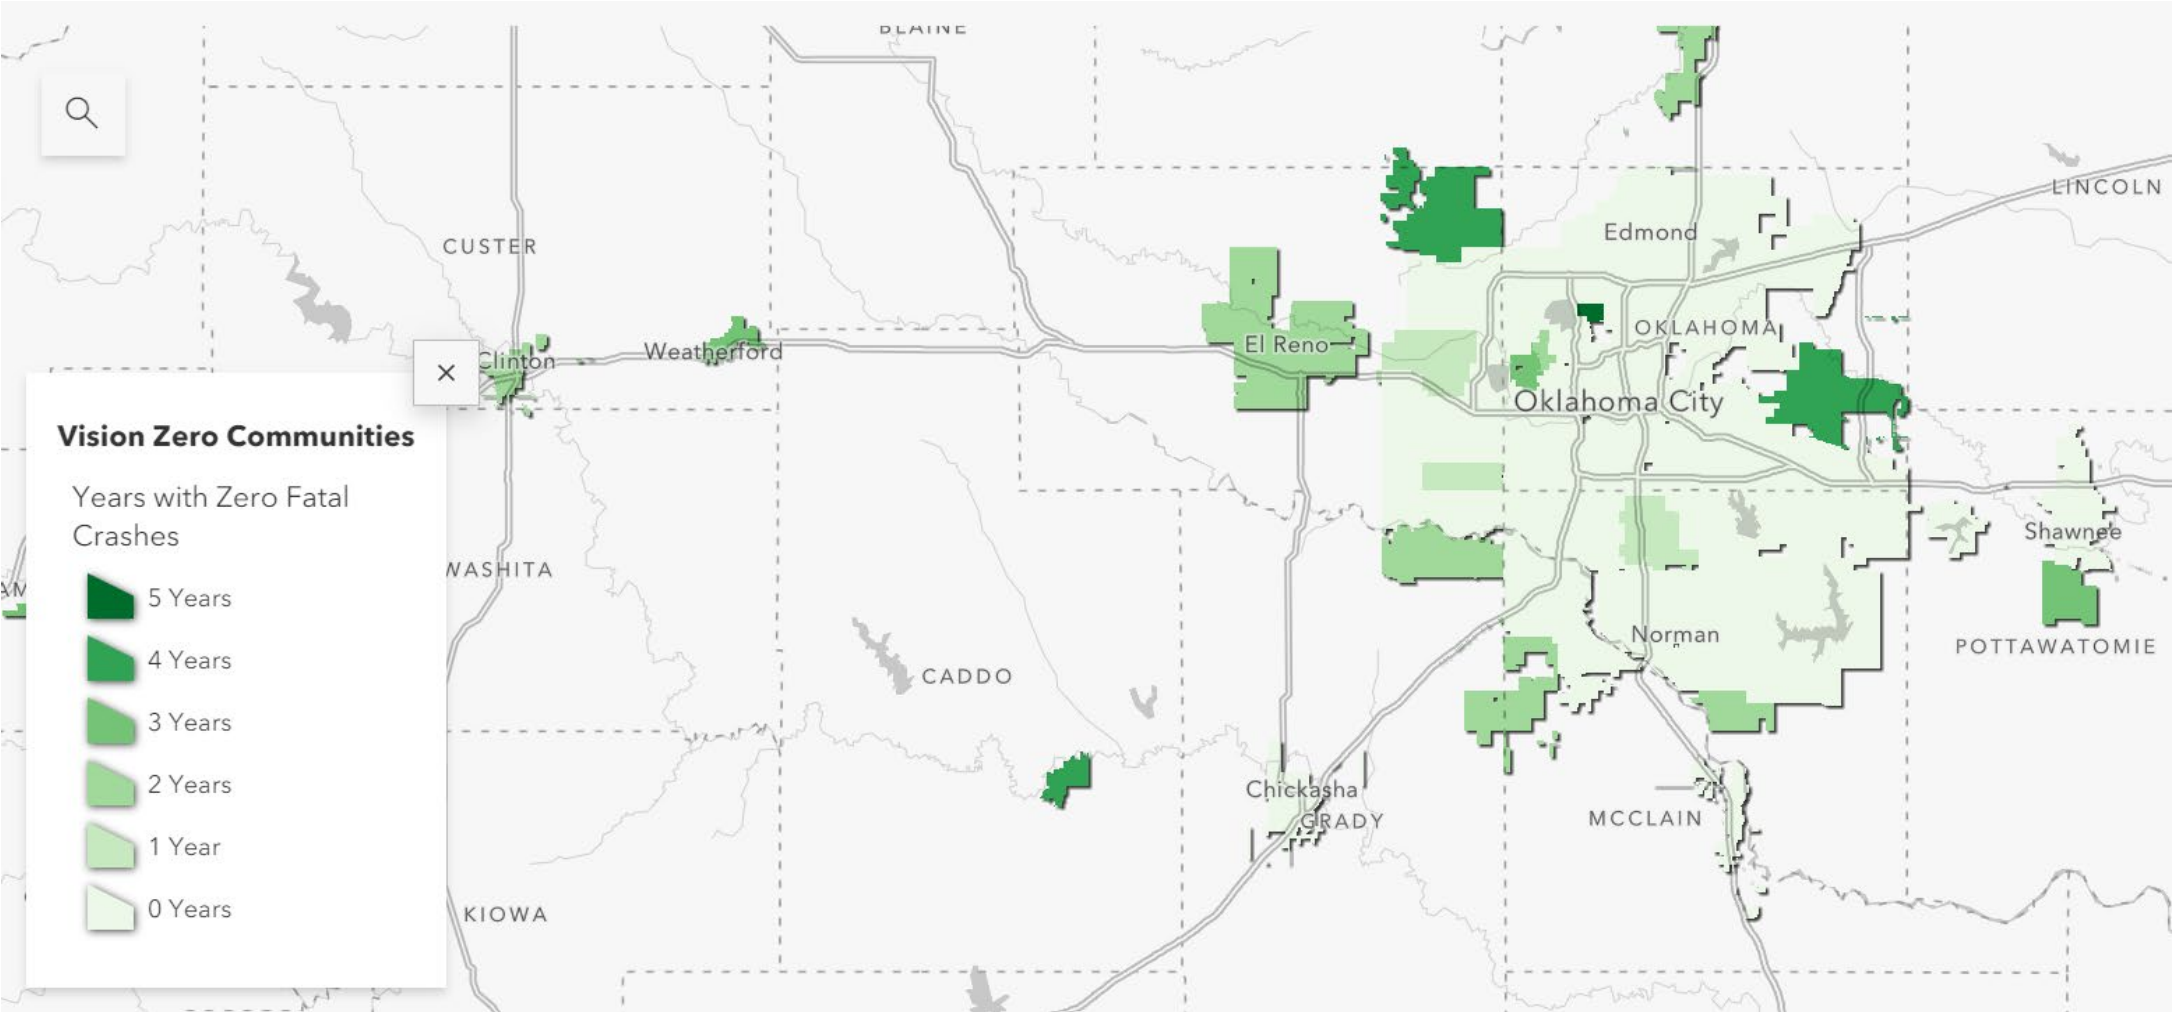 BLAINE
LINCOLN
Edmond
CUSTER
OKLAHOMA
El Reno
Weatherford
Clinton
Oklahoma City
Vision Zero Communities
Years with Zero Fatal
Crashes
5 Years
4 Years
3 Years
2 Years
1 Year
0 Years
Shawnee
WASHITA
Norman
POTTAWATOMIE
CADDO
Chickasha
GRADY
MCCLAIN
KIOWA